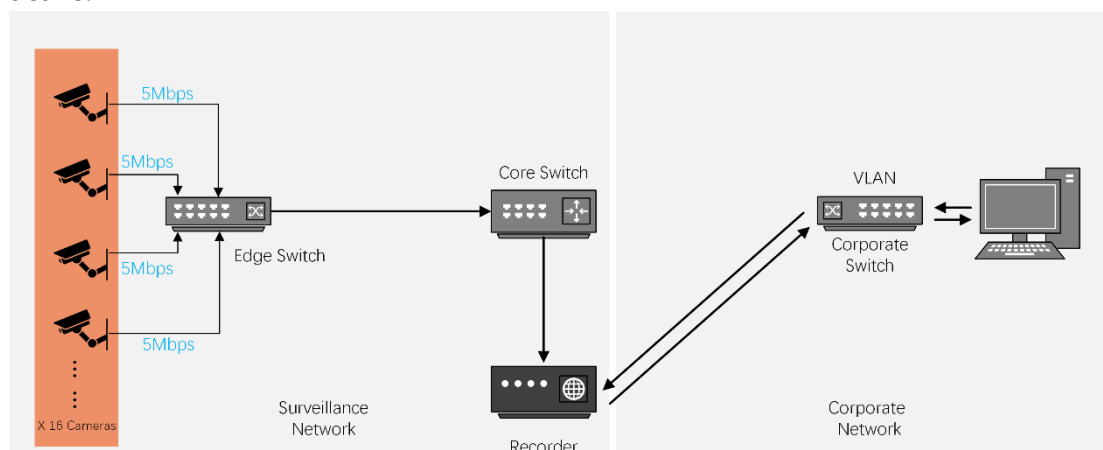 5Mbps
5Mbps
5Mbps
5Mbps
X 16 Cameras
Edge Switch
Core Switch
Surveillance
Network
Recorder
VLAN
Corporate
Switch
Corporate
Network